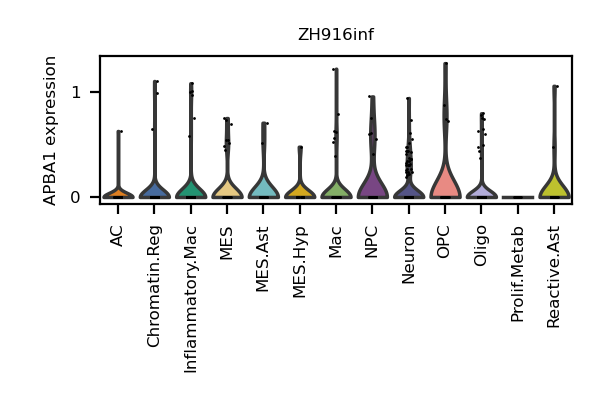 ZH916inf
APBA1 expression
1
0
AC
Chromatin.Reg
Inflammatory.Mac
MES
MES.Ast
MES.Hyp
Mac
NPC
Neuron
OPC
Oligo
Prolif.Metab
Reactive.Ast